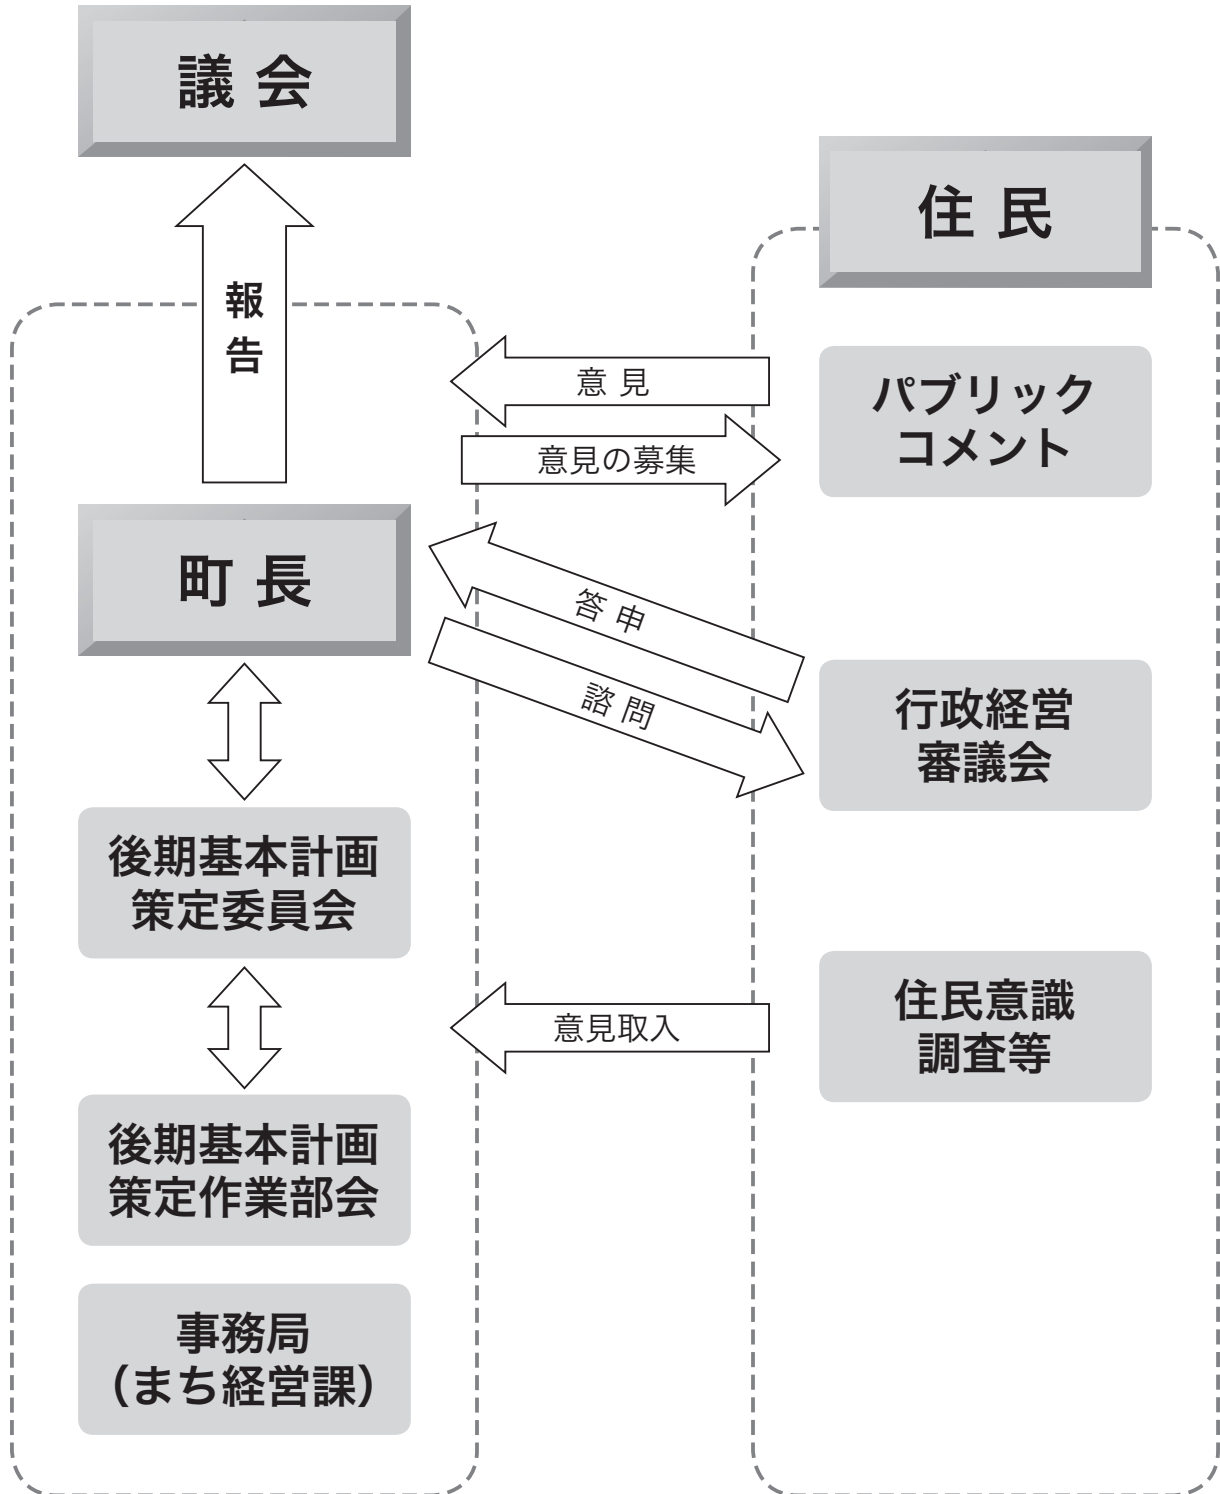 議会
報告
町長
後期基本計画
策定委員会
後期基本計画
策定作業部会
事務局
（まち経営課）
意見
意見の募集
答申
諮問
意見取入
住民
パブリック
コメント
行政経営
審議会
住民意識
調査等